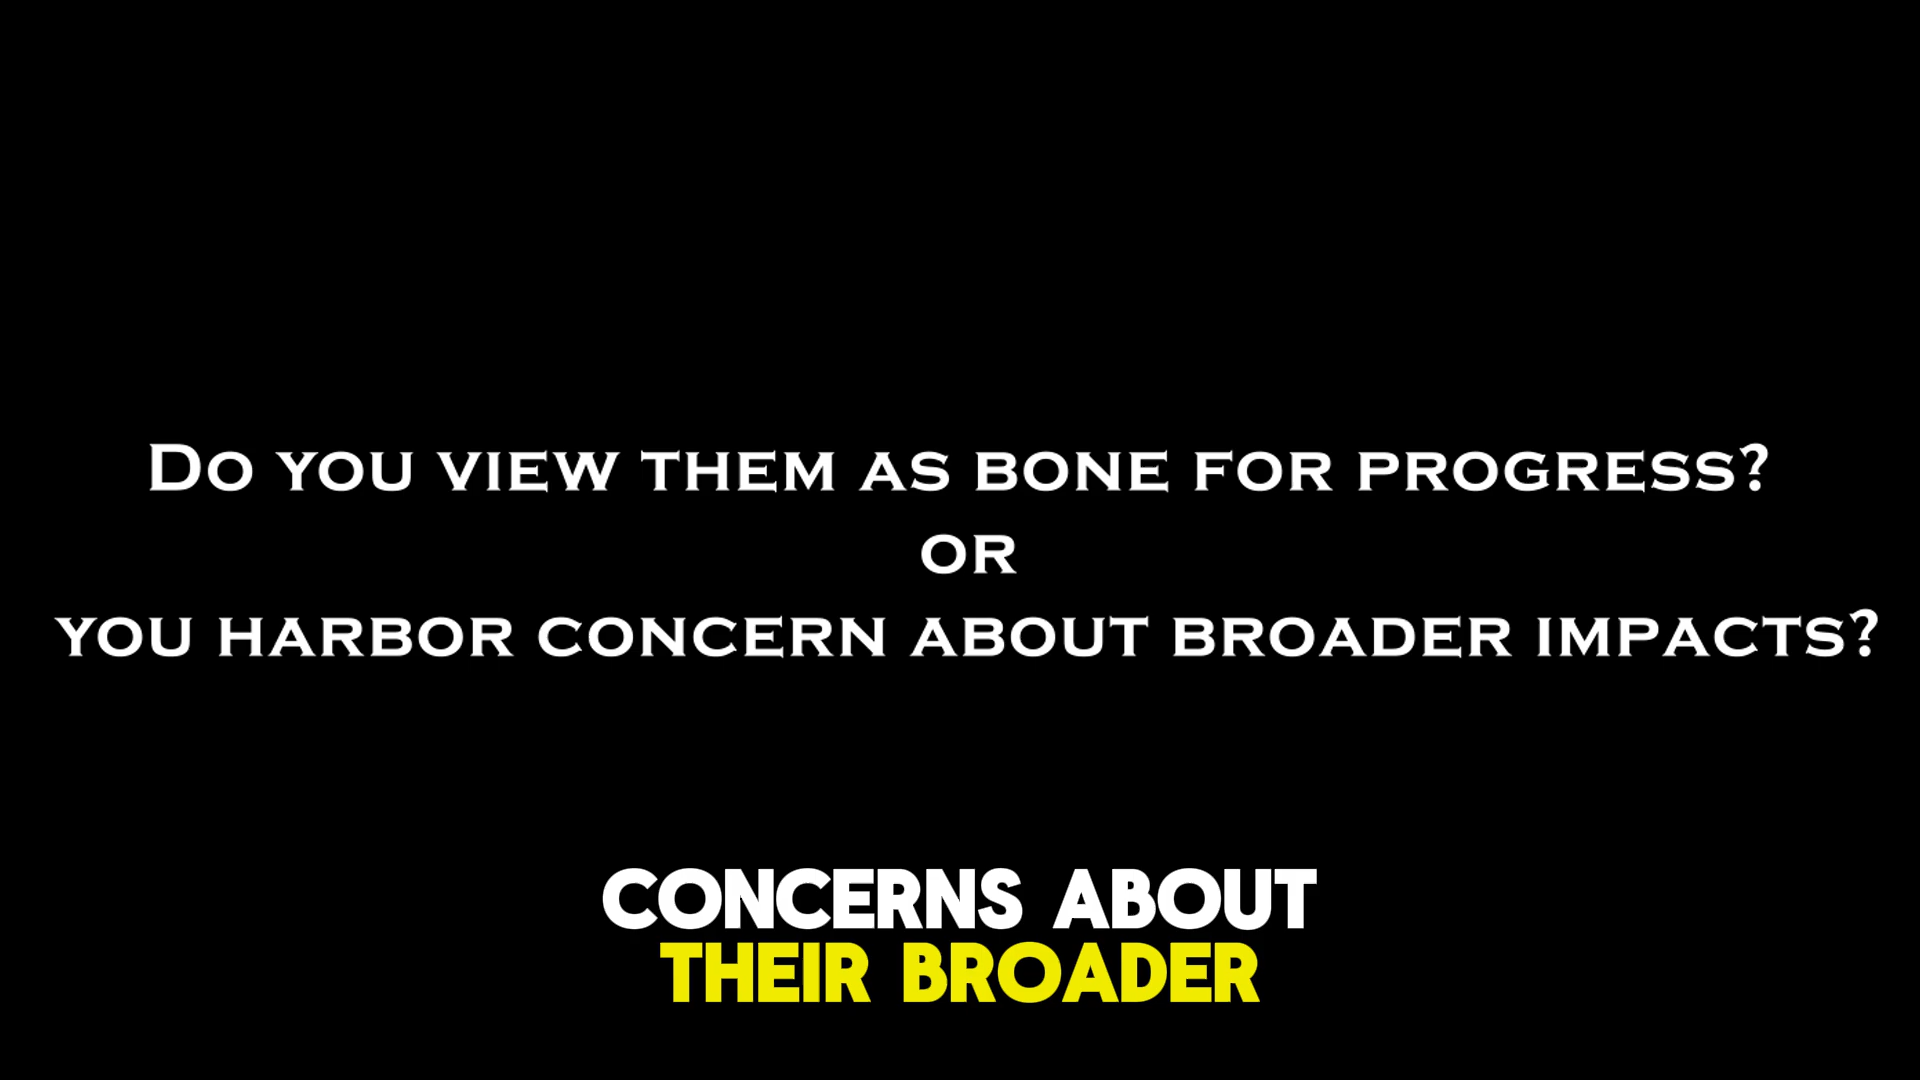 Do you view them as bone for progress?
or
you harbor concern about broader impacts?
CONCERNS ABOUT
THEIR BROADER